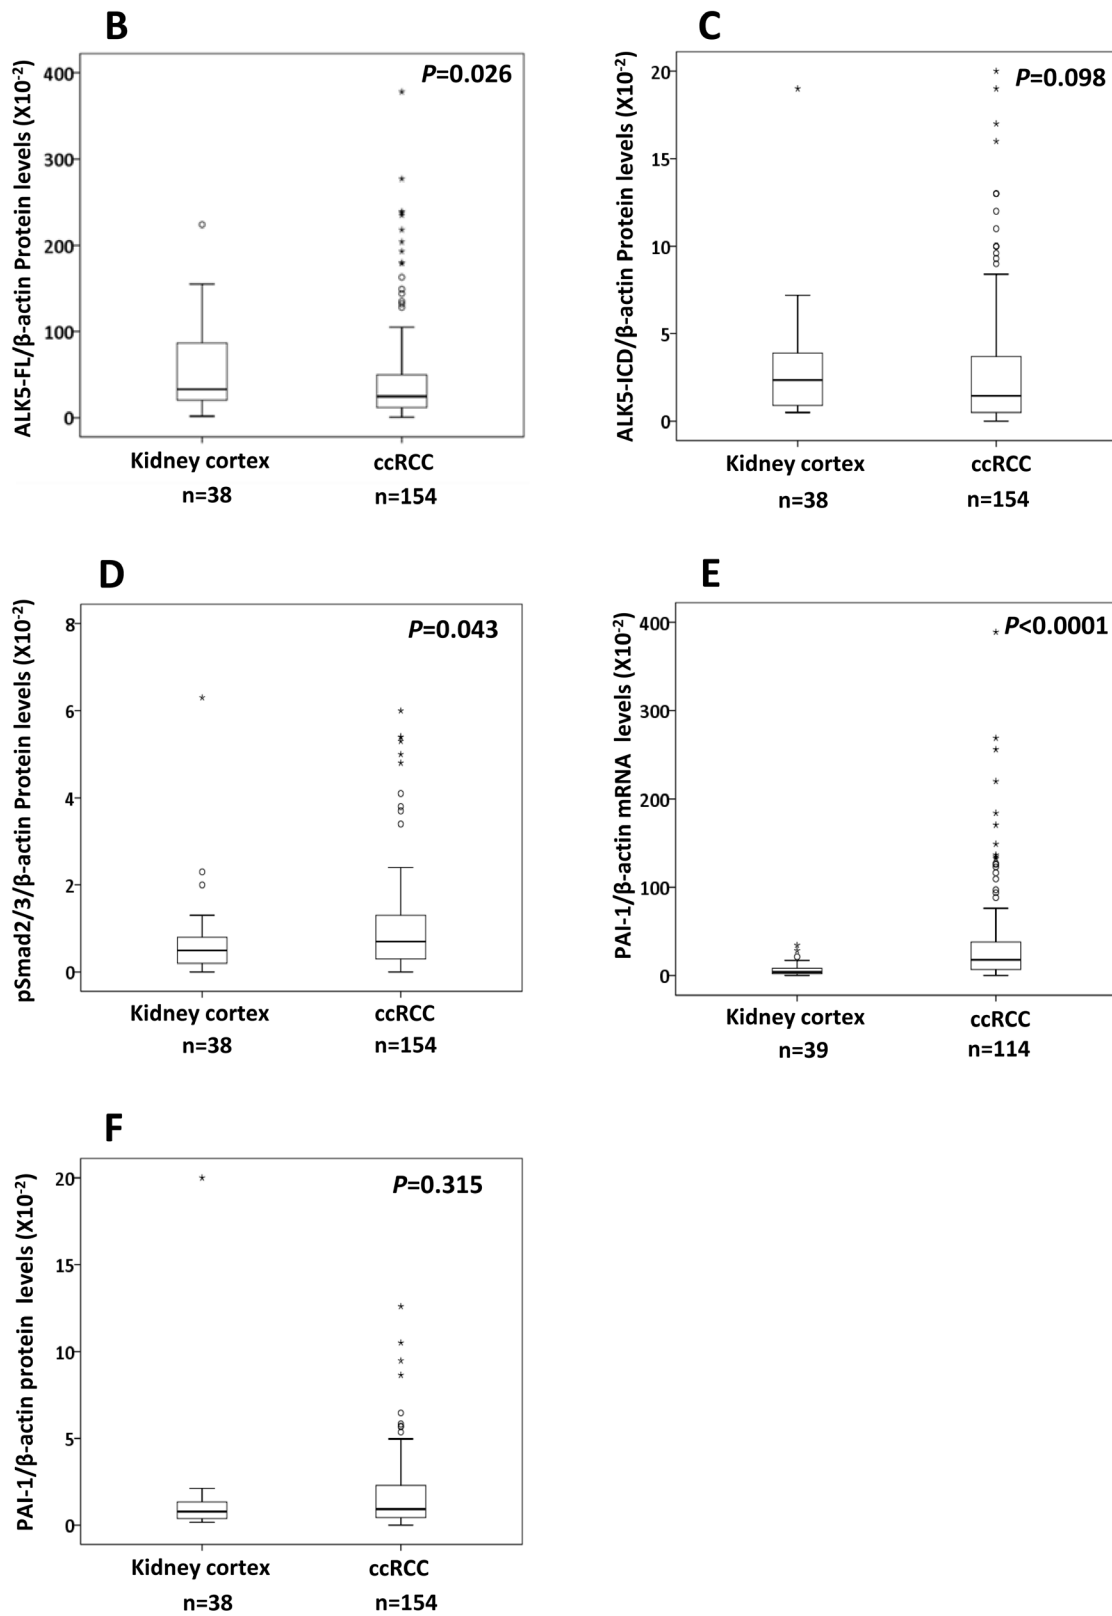 B
ALK5-FL/β-actin Protein levels (X10⁻²)
400
300
200
100
0
P=0.026
Kidney cortex
ccRCC
n=38
n=154
C
ALK5-ICD/β-actin Protein levels (X10⁻²)
20
15
10
5
0
P=0.098
Kidney cortex
ccRCC
n=38
n=154
D
pSmad2/3/β-actin Protein levels (X10⁻²)
8
6
4
2
0
P=0.043
Kidney cortex
ccRCC
n=38
n=154
E
PAI-1/β-actin mRNA levels (X10⁻²)
400
300
200
100
0
P<0.0001
Kidney cortex
ccRCC
n=39
n=114
F
PAI-1/β-actin protein levels (X10⁻²)
20
15
10
5
0
P=0.315
Kidney cortex
ccRCC
n=38
n=154